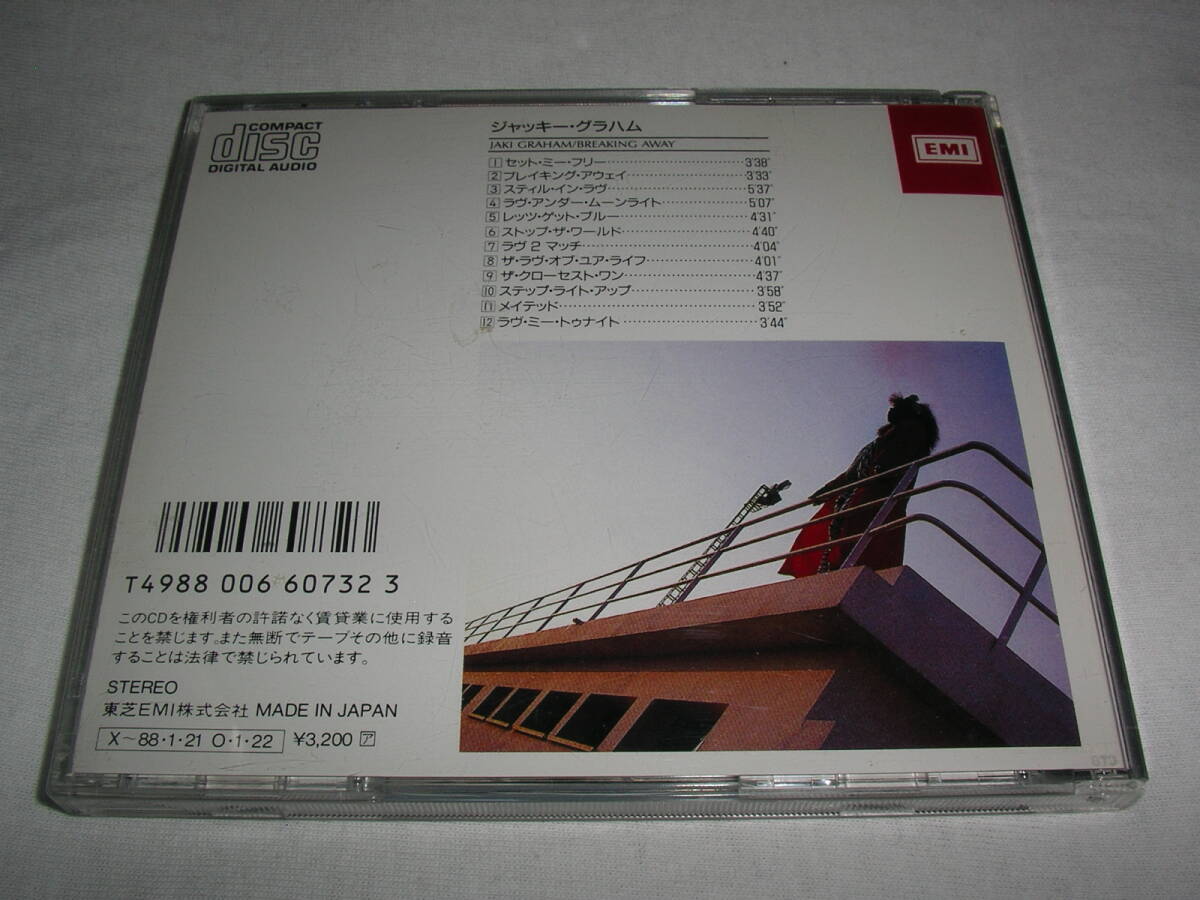 COMPACT
disc
DIGITAL AUDIO
ジャッキー・グラハム
JAKI GRAHAM/BREAKING AWAY
EMI
1 セット・ミー・フリー 3'38"
2 ブレイキング・アウェイ 3'33"
3 スティル・イン・ラヴ 5'37"
4 ラヴ・アンダー・ムーンライト 5'07"
5 レッツ・ゲット・ブルー 4'31"
6 ストップ・ザ・ワールド 4'40"
7 ラヴ 2 マッチ 4'04"
8 ザ・ラヴ・オブ・ユア・ライフ 4'01"
9 ザ・クローセスト・ワン 4'37"
10 ステップ・ライト・アップ 3'58"
11 メイテッド 3'52"
12 ラヴ・ミー・トゥナイト 3'44"
T4988 006 60732 3
このCDを権利者の許諾なく賃貸業に使用する
ことを禁じます。また無断でテープその他に録音
することは法律で禁じられています。
STEREO
東芝EMI株式会社 MADE IN JAPAN
X〜88・1・21 O・1・22 ¥3,200 ア